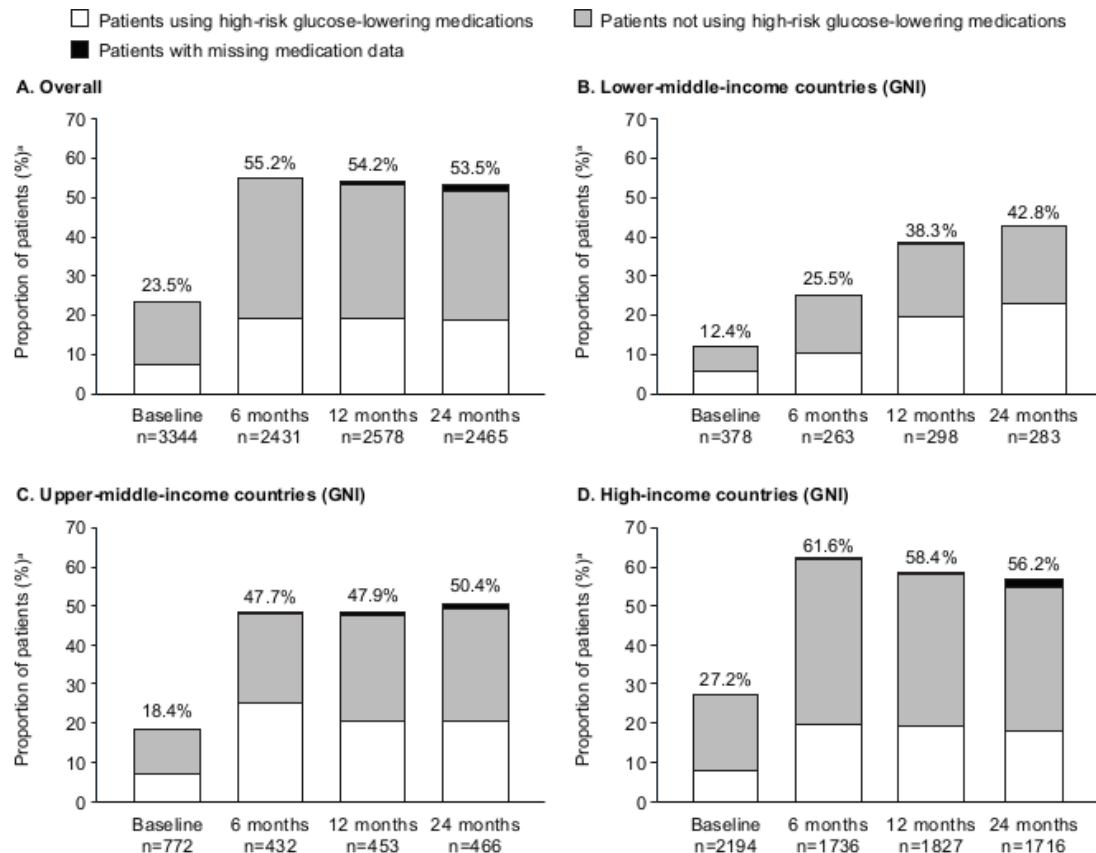 Patients using high-risk glucose-lowering medications
Patients not using high-risk glucose-lowering medications
Patients with missing medication data
A. Overall
Proportion of patients (%)ᵃ
70
60
50
40
30
20
10
0
23.5%
55.2%
54.2%
53.5%
Baseline 6 months 12 months 24 months
n=3344 n=2431 n=2578 n=2465
B. Lower-middle-income countries (GNI)
Proportion of patients (%)ᵃ
70
60
50
40
30
20
10
0
12.4%
25.5%
38.3%
42.8%
Baseline 6 months 12 months 24 months
n=378 n=263 n=298 n=283
C. Upper-middle-income countries (GNI)
Proportion of patients (%)ᵃ
70
60
50
40
30
20
10
0
18.4%
47.7%
47.9%
50.4%
Baseline 6 months 12 months 24 months
n=772 n=432 n=453 n=466
D. High-income countries (GNI)
Proportion of patients (%)ᵃ
70
60
50
40
30
20
10
0
27.2%
61.6%
58.4%
56.2%
Baseline 6 months 12 months 24 months
n=2194 n=1736 n=1827 n=1716